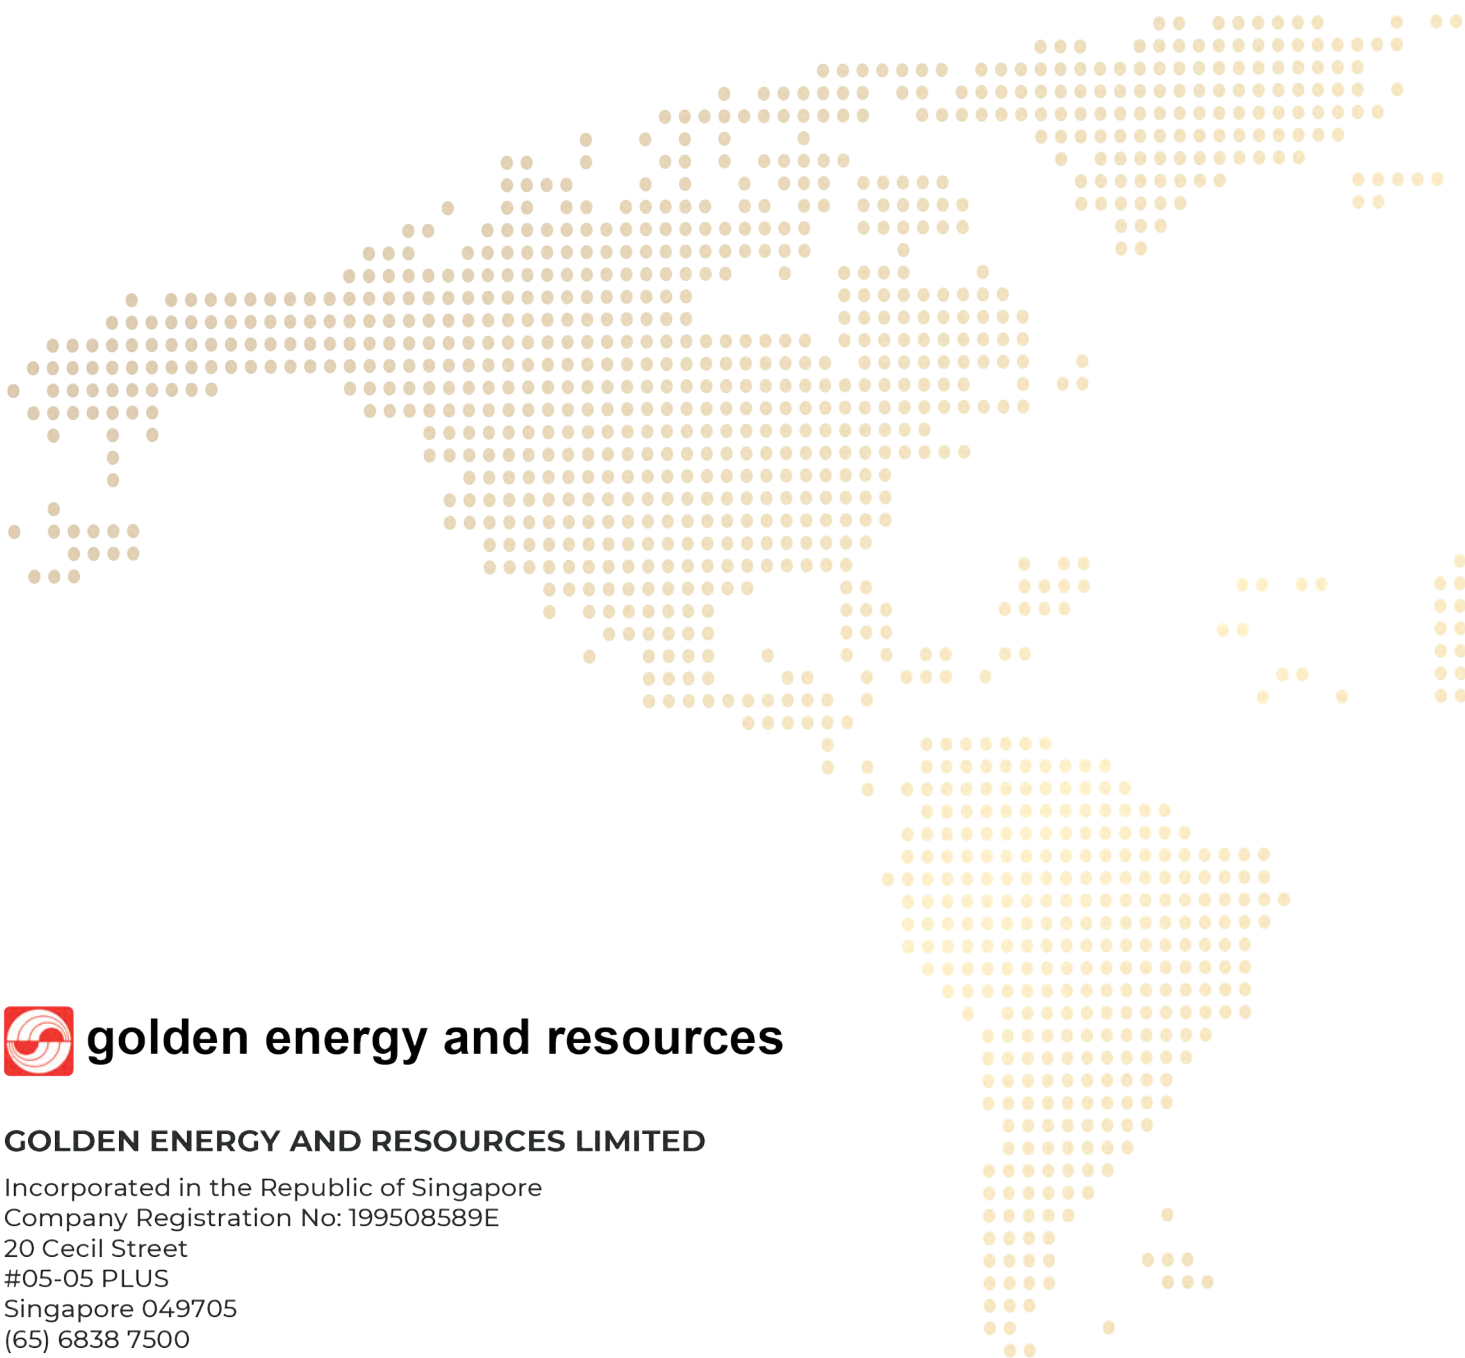 golden energy and resources
GOLDEN ENERGY AND RESOURCES LIMITED
Incorporated in the Republic of Singapore
Company Registration No: 199508589E
20 Cecil Street
#05-05 PLUS
Singapore 049705
(65) 6838 7500